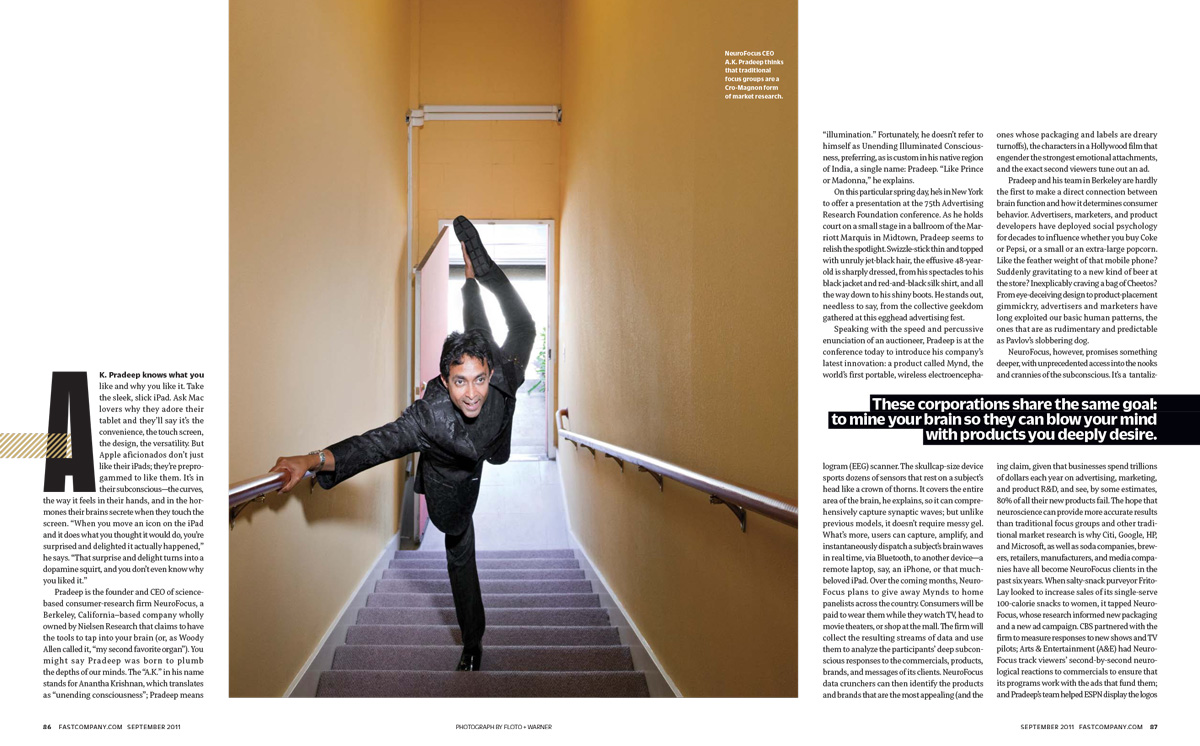 A
K. Pradeep knows what you
like and why you like it. Take
the sleek, slick iPad. Ask Mac
lovers why they adore their
tablet and they'll say it's the
convenience, the touch screen,
the design, the versatility. But
Apple aficionados don't just
like their iPads; they're prepro-
gammed to like them. It's in
their subconscious—the curves,
the way it feels in their hands, and in the hor-
mones their brains secrete when they touch the
screen. "When you move an icon on the iPad
and it does what you thought it would do, you're
surprised and delighted it actually happened,"
he says. "That surprise and delight turns into a
dopamine squirt, and you don't even know why
you liked it."
Pradeep is the founder and CEO of science-
based consumer-research firm NeuroFocus, a
Berkeley, California–based company wholly
owned by Nielsen Research that claims to have
the tools to tap into your brain (or, as Woody
Allen called it, "my second favorite organ"). You
might say Pradeep was born to plumb
the depths of our minds. The "A.K." in his name
stands for Anantha Krishnan, which translates
as "unending consciousness"; Pradeep means
NeuroFocus CEO
A.K. Pradeep thinks
that traditional
focus groups are a
Cro-Magnon form
of market research.
"illumination." Fortunately, he doesn't refer to
himself as Unending Illuminated Conscious-
ness, preferring, as is custom in his native region
of India, a single name: Pradeep. "Like Prince
or Madonna," he explains.
On this particular spring day, he's in New York
to offer a presentation at the 75th Advertising
Research Foundation conference. As he holds
court on a small stage in a ballroom of the Mar-
riott Marquis in Midtown, Pradeep seems to
relish the spotlight. Swizzle-stick thin and topped
with unruly jet-black hair, the effusive 48-year-
old is sharply dressed, from his spectacles to his
black jacket and red-and-black silk shirt, and all
the way down to his shiny boots. He stands out,
needless to say, from the collective geekdom
gathered at this egghead advertising fest.
Speaking with the speed and percussive
enunciation of an auctioneer, Pradeep is at the
conference today to introduce his company's
latest innovation: a product called Mynd, the
world's first portable, wireless electroencepha-
logram (EEG) scanner. The skullcap-size device
sports dozens of sensors that rest on a subject's
head like a crown of thorns. It covers the entire
area of the brain, he explains, so it can compre-
hensively capture synaptic waves; but unlike
previous models, it doesn't require messy gel.
What's more, users can capture, amplify, and
instantaneously dispatch a subject's brain waves
in real time, via Bluetooth, to another device—a
remote laptop, say, an iPhone, or that much-
beloved iPad. Over the coming months, Neuro-
Focus plans to give away Mynds to home
panelists across the country. Consumers will be
paid to wear them while they watch TV, head to
movie theaters, or shop at the mall. The firm will
collect the resulting streams of data and use
them to analyze the participants' deep subcon-
scious responses to the commercials, products,
brands, and messages of its clients. NeuroFocus
data crunchers can then identify the products
and brands that are the most appealing (and the
ones whose packaging and labels are dreary
turnoffs), the characters in a Hollywood film that
engender the strongest emotional attachments,
and the exact second viewers tune out an ad.
Pradeep and his team in Berkeley are hardly
the first to make a direct connection between
brain function and how it determines consumer
behavior. Advertisers, marketers, and product
developers have deployed social psychology
for decades to influence whether you buy Coke
or Pepsi, or a small or an extra-large popcorn.
Like the feather weight of that mobile phone?
Suddenly gravitating to a new kind of beer at
the store? Inexplicably craving a bag of Cheetos?
From eye-deceiving design to product-placement
gimmickry, advertisers and marketers have
long exploited our basic human patterns, the
ones that are as rudimentary and predictable
as Pavlov's slobbering dog.
NeuroFocus, however, promises something
deeper, with unprecedented access into the nooks
and crannies of the subconscious. It's a tantaliz-
These corporations share the same goal:
to mine your brain so they can blow your mind
with products you deeply desire.
ing claim, given that businesses spend trillions
of dollars each year on advertising, marketing,
and product R&D, and see, by some estimates,
80% of all their new products fail. The hope that
neuroscience can provide more accurate results
than traditional focus groups and other tradi-
tional market research is why Citi, Google, HP,
and Microsoft, as well as soda companies, brew-
ers, retailers, manufacturers, and media compa-
nies have all become NeuroFocus clients in the
past six years. When salty-snack purveyor Frito-
Lay looked to increase sales of its single-serve
100-calorie snacks to women, it tapped Neuro-
Focus, whose research informed new packaging
and a new ad campaign. CBS partnered with the
firm to measure responses to new shows and TV
pilots; Arts & Entertainment (A&E) had Neuro-
Focus track viewers' second-by-second neuro-
logical reactions to commercials to ensure that
its programs work with the ads that fund them;
and Pradeep's team helped ESPN display the logos
86 FASTCOMPANY.COM SEPTEMBER 2011
PHOTOGRAPH BY FLOTO + WARNER
SEPTEMBER 2011 FASTCOMPANY.COM 87